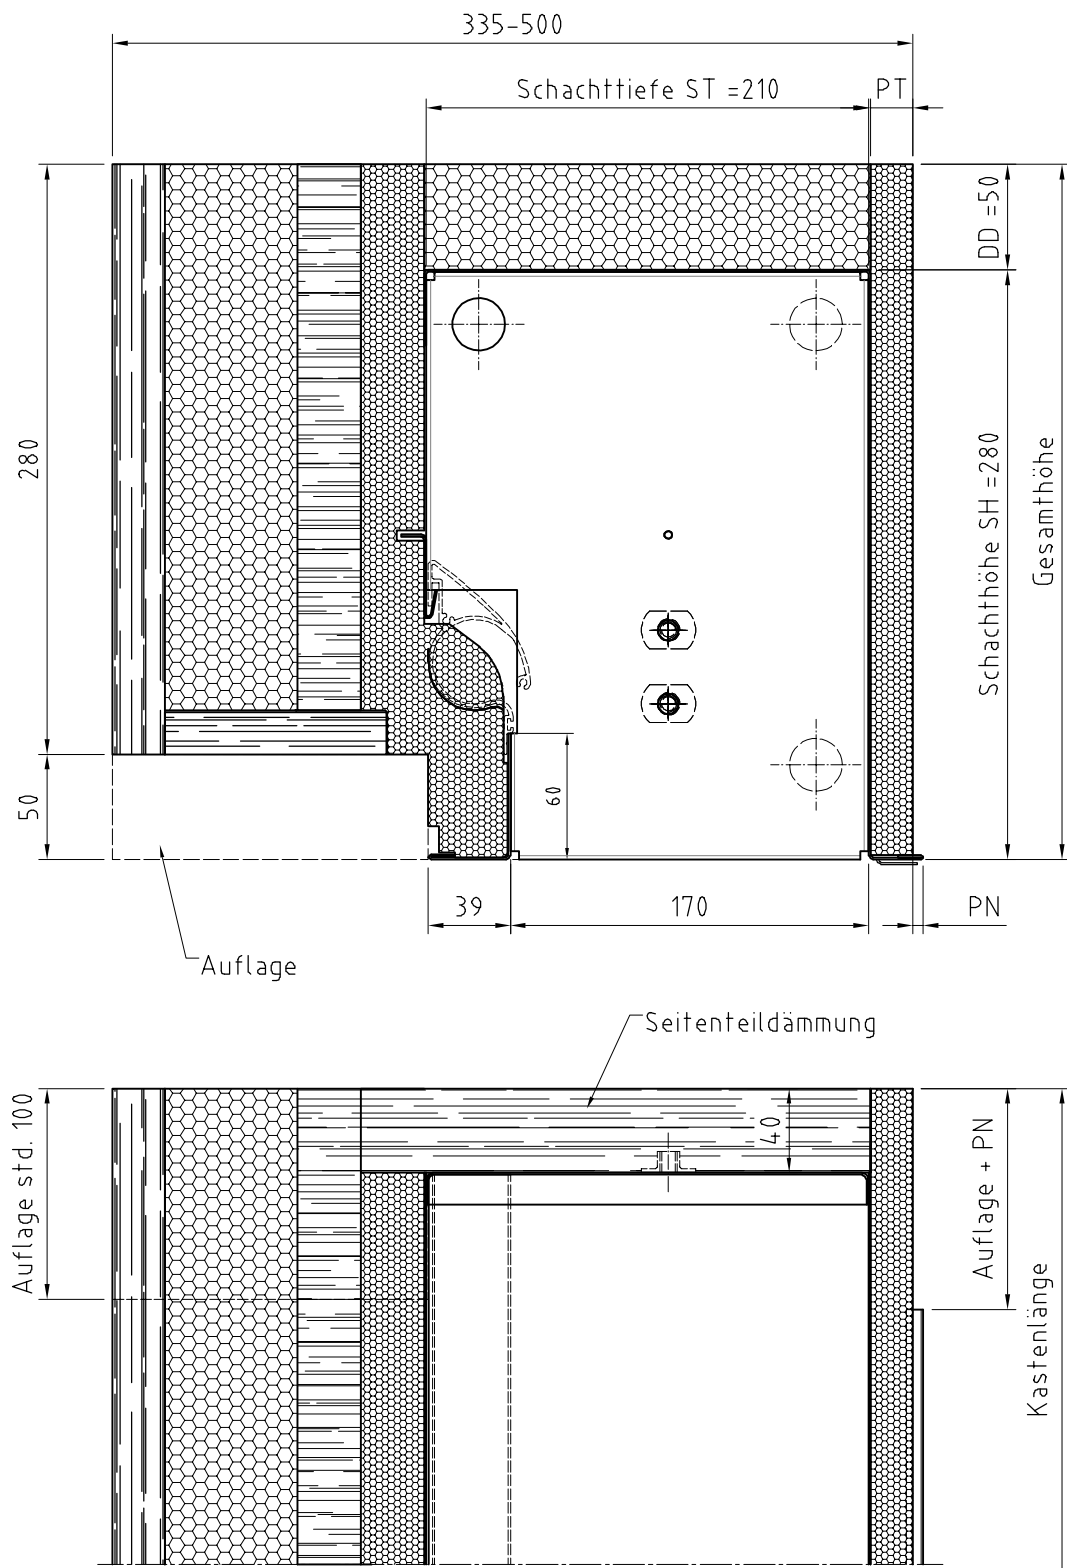 335-500
Schachttiefe ST =210
PT
DD =50
280
Schachthöhe SH =280
Gesamthöhe
50
60
39
170
PN
Auflage
Seitenteildämmung
Auflage std. 100
40
Auflage + PN
Kastenlänge